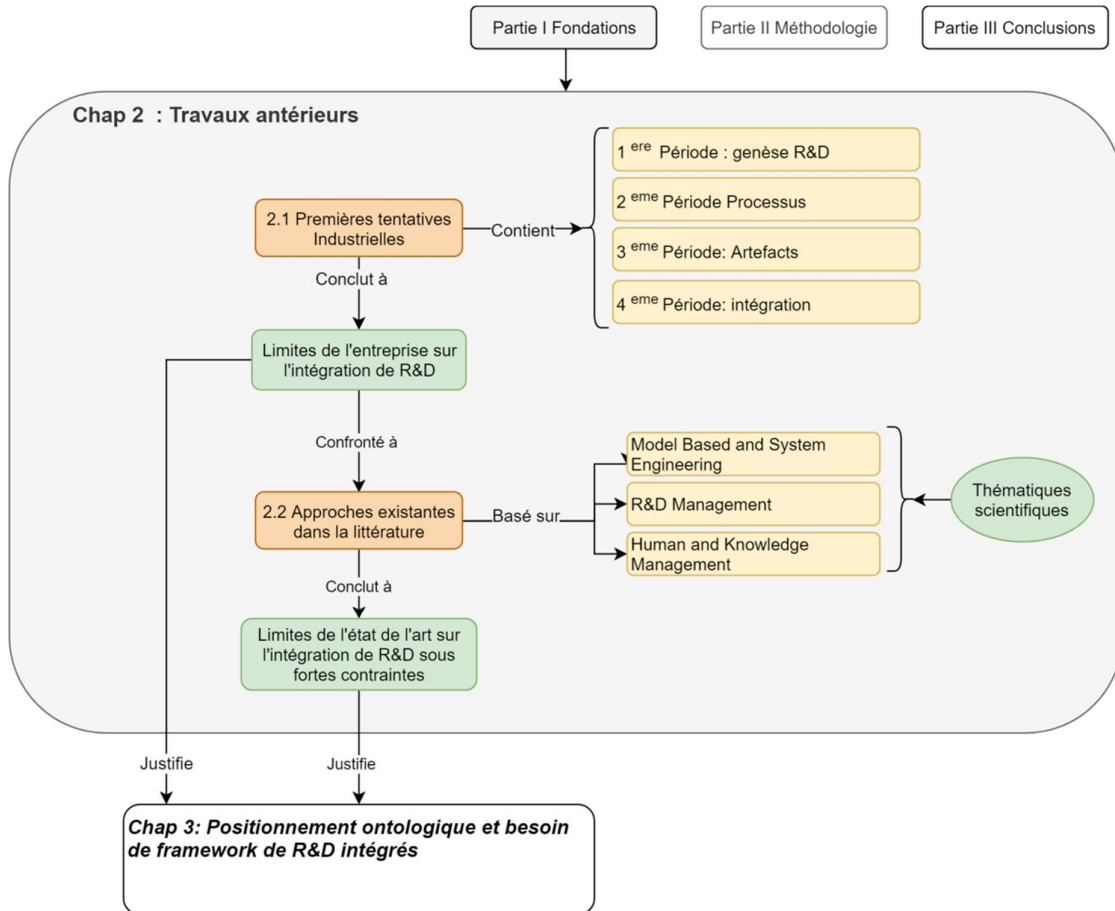 Partie I Fondations
Partie II Méthodologie
Partie III Conclusions
Chap 2 : Travaux antérieurs
1 ere Période : genèse R&D
2 eme Période Processus
3 eme Période: Artefacts
4 eme Période: intégration
2.1 Premières tentatives
Industrielles
Contient
Conclut à
Limites de l'entreprise sur
l'intégration de R&D
Confronté à
2.2 Approches existantes
dans la littérature
Basé sur
Model Based and System
Engineering
R&D Management
Human and Knowledge
Management
Thématiques
scientifiques
Conclut à
Limites de l'état de l'art sur
l'intégration de R&D sous
fortes contraintes
Justifie
Justifie
Chap 3: Positionnement ontologique et besoin
de framework de R&D intégrés